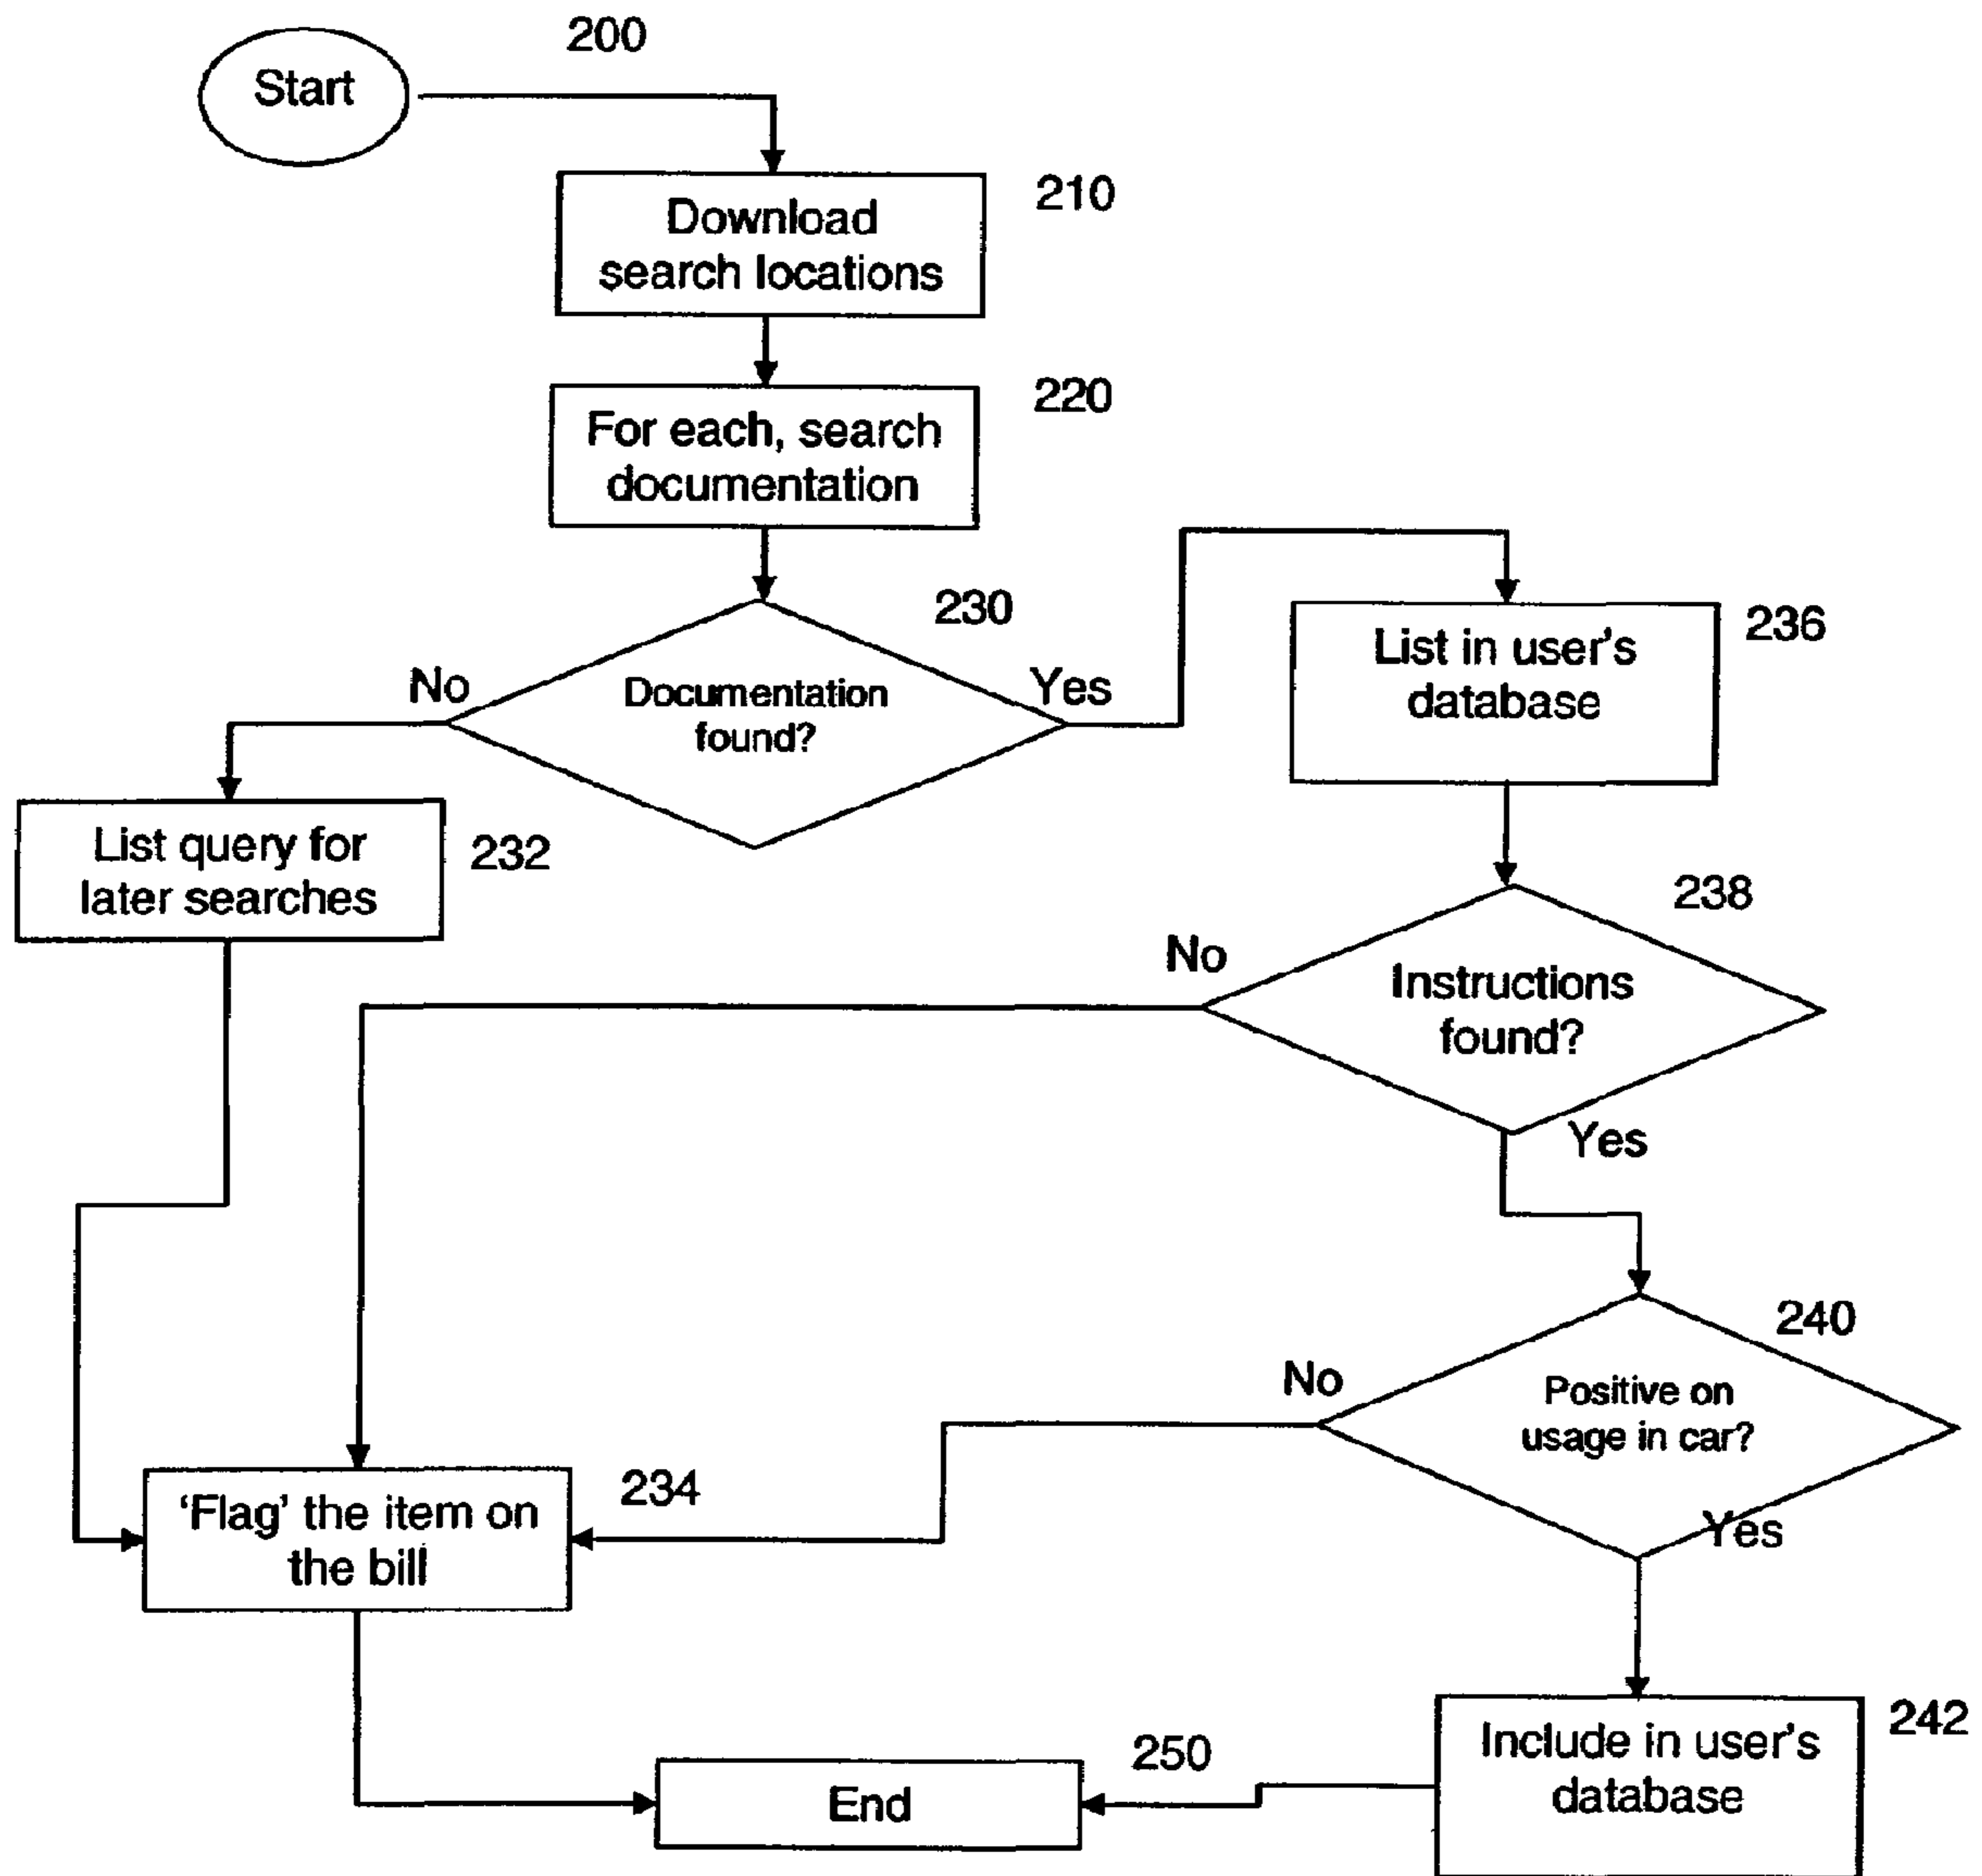 200
Start
210
Download
search locations
220
For each, search
documentation
230
Documentation
found?
No
Yes
236
List in user's
database
List query for
later searches
232
238
Instructions
found?
No
Yes
240
Positive on
usage in car?
No
Yes
'Flag' the item on
the bill
234
242
Include in user's
database
250
End